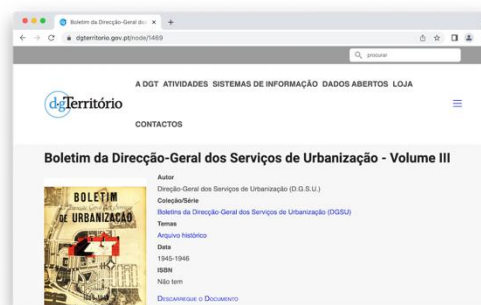 Boletim da Direcção-Geral dos
dgterritorio.gov.pt/node/1469
procurar
A DGT ATIVIDADES SISTEMAS DE INFORMAÇÃO DADOS ABERTOS LOJA
dgTerritório
CONTACTOS
Boletim da Direcção-Geral dos Serviços de Urbanização - Volume III
Autor
Direção-Geral dos Serviços de Urbanização (D.G.S.U.)
Coleção/Série
Boletins da Direcção-Geral dos Serviços de Urbanização (DGSU)
Temas
Arquivo histórico
Data
1945-1946
ISBN
Não tem
Descarregue o Documento
BOLETIM
DE URBANIZAÇÃO